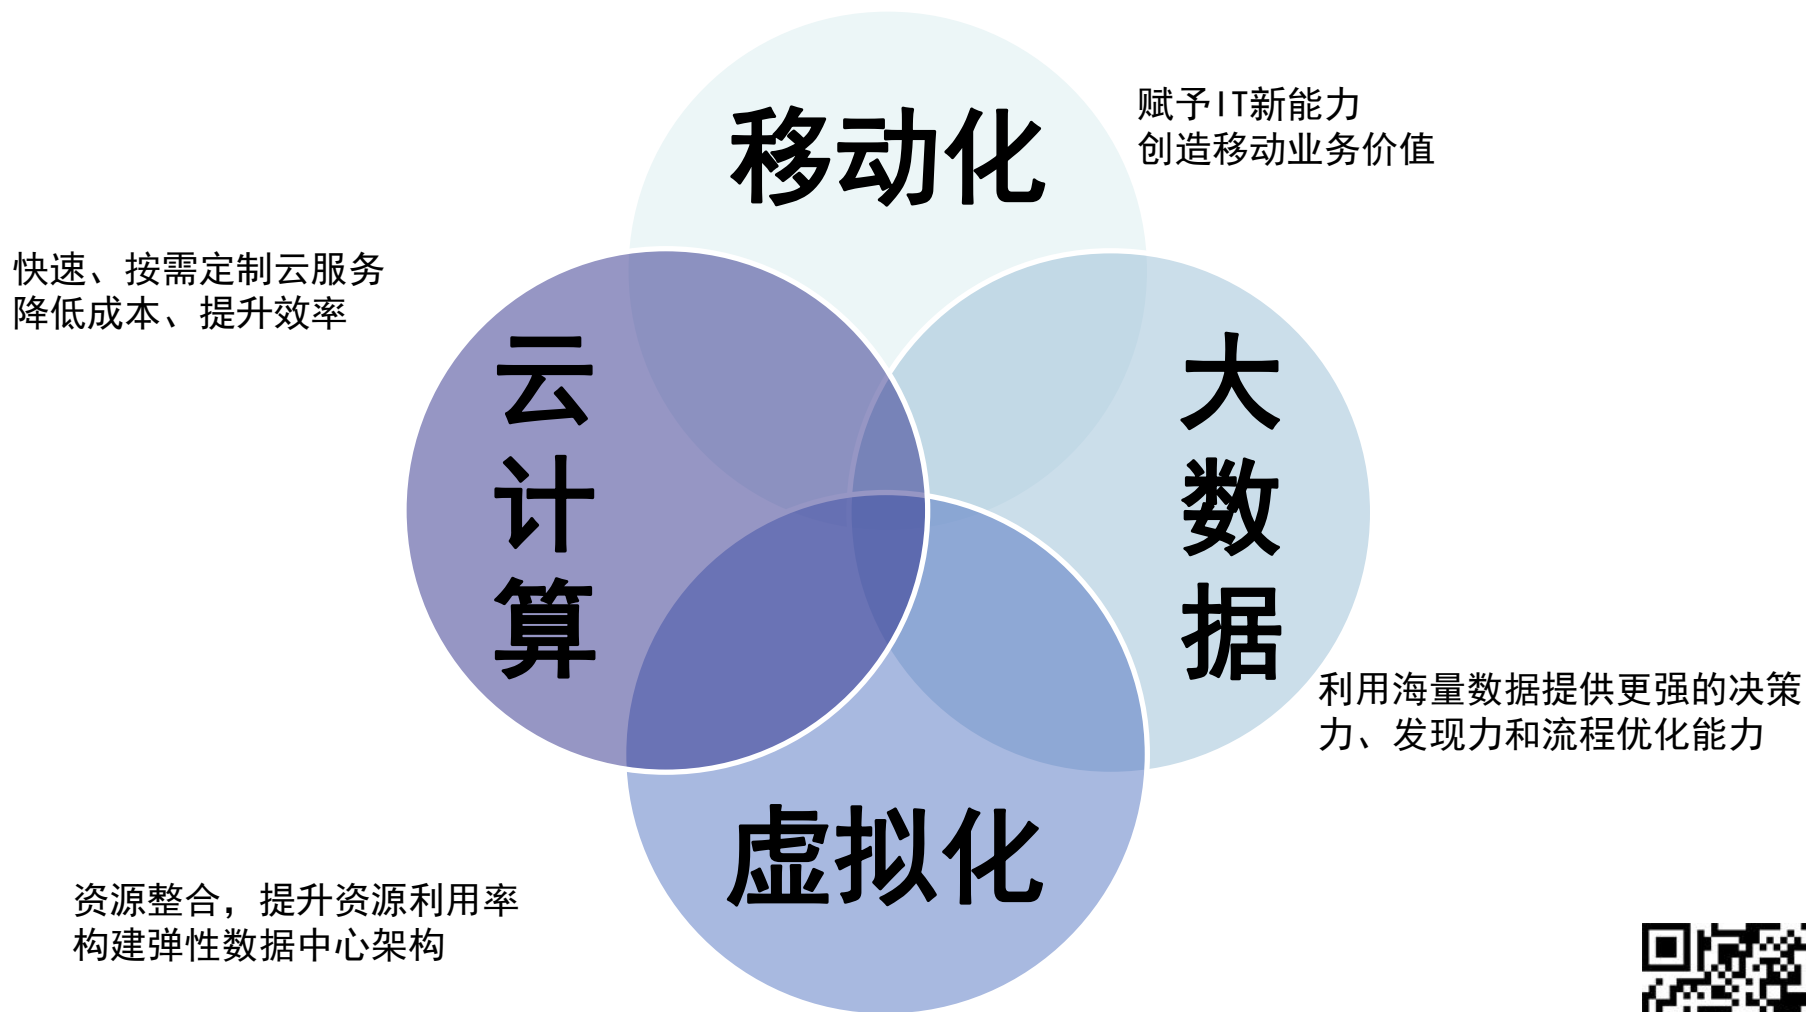 移动化
赋予IT新能力
创造移动业务价值
快速、按需定制云服务
降低成本、提升效率
云计算
大数据
利用海量数据提供更强的决策
力、发现力和流程优化能力
虚拟化
资源整合，提升资源利用率
构建弹性数据中心架构